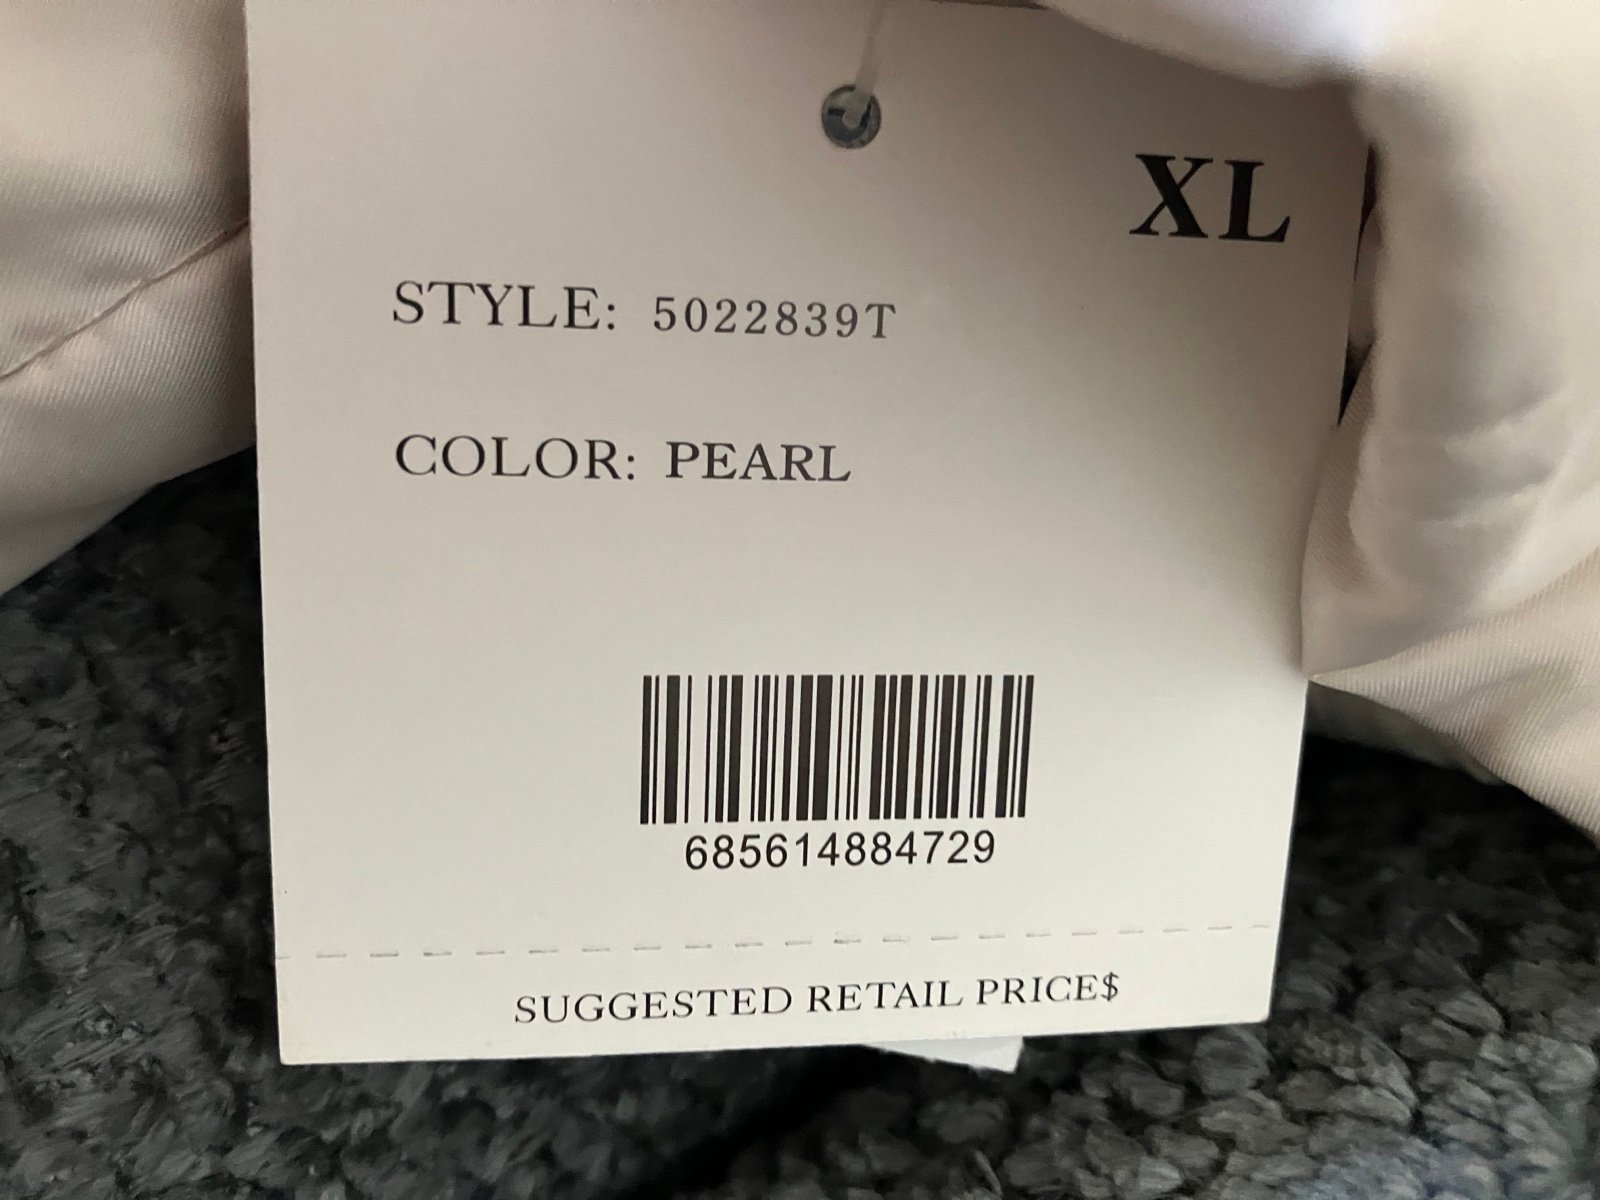 XL
STYLE: 5022839T
COLOR: PEARL
685614884729
SUGGESTED RETAIL PRICE$